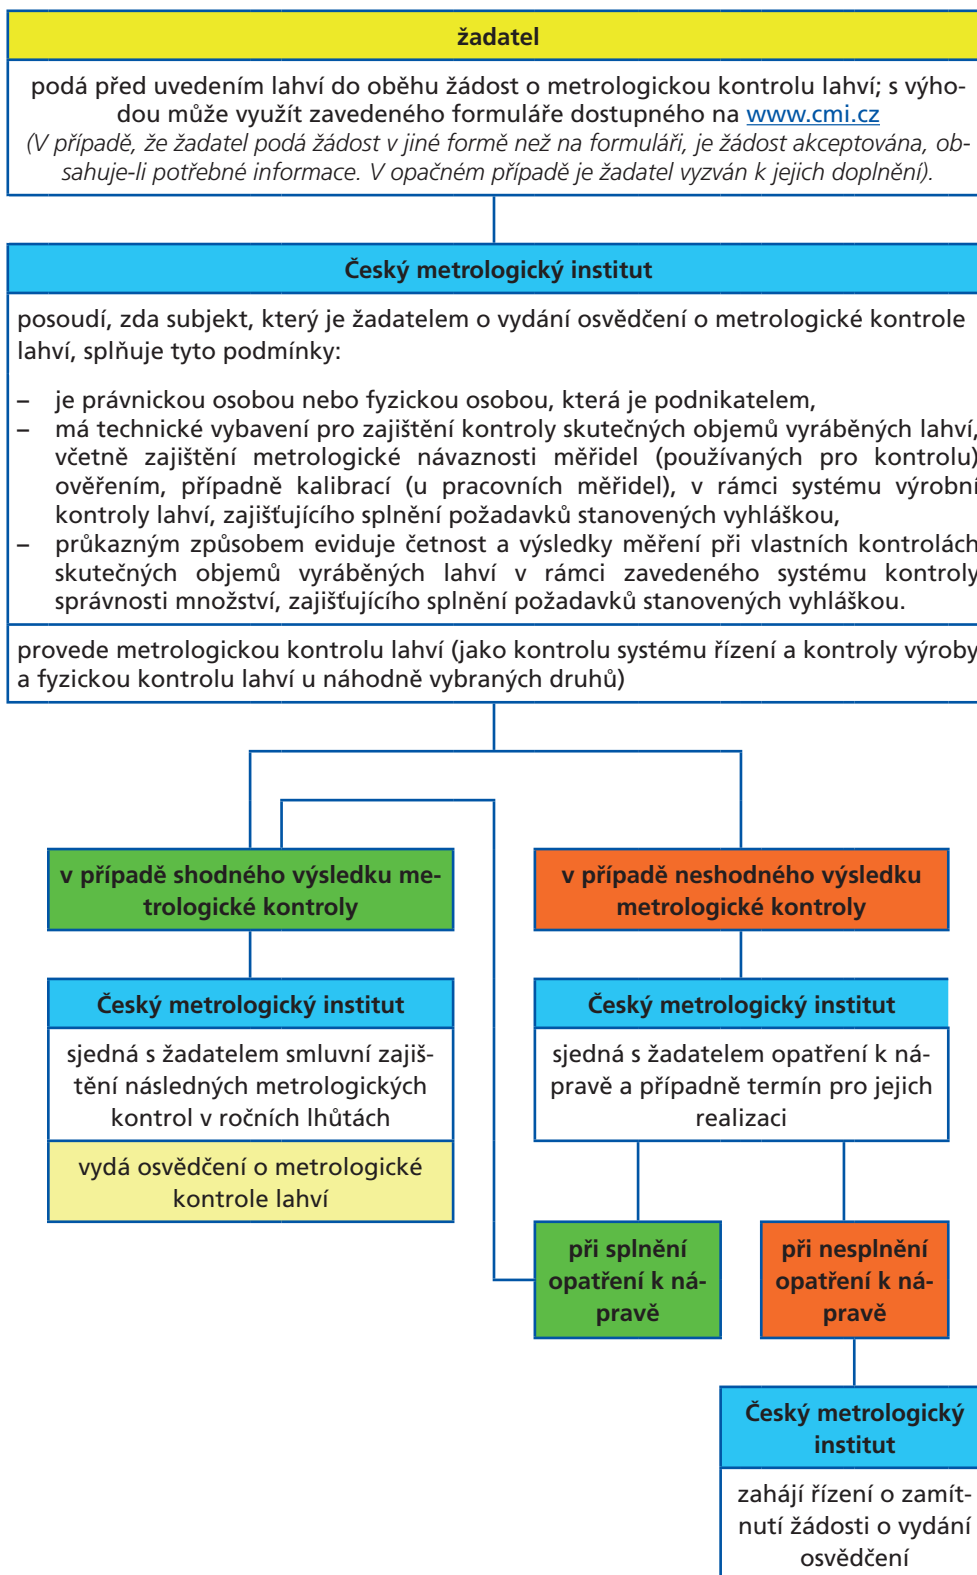 žadatel
podá před uvedením lahví do oběhu žádost o metrologickou kontrolu lahví; s výho-
dou může využít zavedeného formuláře dostupného na www.cmi.cz
(V případě, že žadatel podá žádost v jiné formě než na formuláři, je žádost akceptována, ob-
sahuje-li potřebné informace. V opačném případě je žadatel vyzván k jejich doplnění).
Český metrologický institut
posoudí, zda subjekt, který je žadatelem o vydání osvědčení o metrologické kontrole
lahví, splňuje tyto podmínky:
– je právnickou osobou nebo fyzickou osobou, která je podnikatelem,
– má technické vybavení pro zajištění kontroly skutečných objemů vyráběných lahví,
včetně zajištění metrologické návaznosti měřidel (používaných pro kontrolu)
ověřením, případně kalibrací (u pracovních měřidel), v rámci systému výrobní
kontroly lahví, zajišťujícího splnění požadavků stanovených vyhláškou,
– průkazným způsobem eviduje četnost a výsledky měření při vlastních kontrolách
skutečných objemů vyráběných lahví v rámci zavedeného systému kontroly
správnosti množství, zajišťujícího splnění požadavků stanovených vyhláškou.
provede metrologickou kontrolu lahví (jako kontrolu systému řízení a kontroly výroby
a fyzickou kontrolu lahví u náhodně vybraných druhů)
v případě shodného výsledku me-
trologické kontroly
v případě neshodného výsledku
metrologické kontroly
Český metrologický institut
sjedná s žadatelem smluvní zajiš-
tění následných metrologických
kontrol v ročních lhůtách
vydá osvědčení o metrologické
kontrole lahví
Český metrologický institut
sjedná s žadatelem opatření k ná-
pravě a případně termín pro jejich
realizaci
při splnění
opatření k ná-
pravě
při nesplnění
opatření k ná-
pravě
Český metrologický
institut
zahájí řízení o zamít-
nutí žádosti o vydání
osvědčení